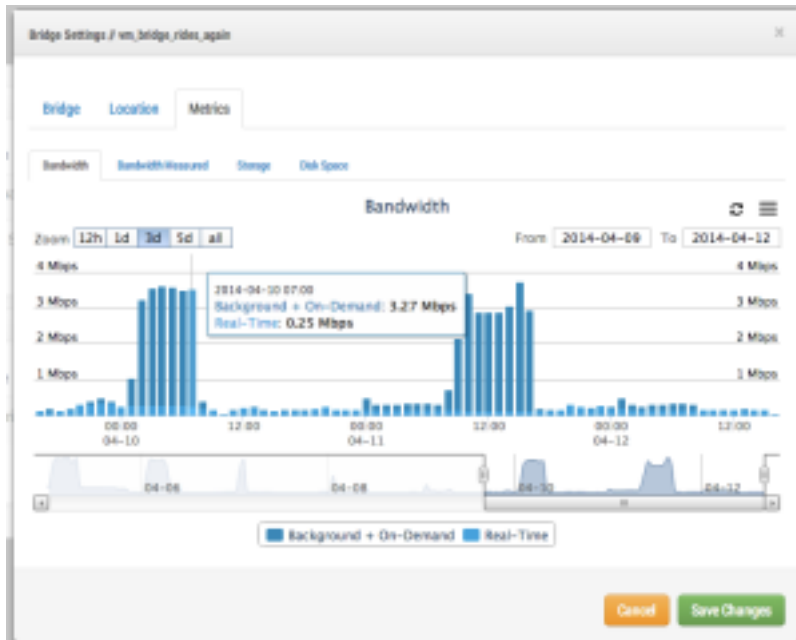 Bridge Settings // vm_bridge_rides_again ×
Bridge Location Metrics
Bandwidth Bandwidth Measured Storage Disk Space
Bandwidth
Zoom 12h 1d 3d 5d all From 2014-04-09 To 2014-04-12
4 Mbps 4 Mbps
2014-04-10 07:00
3 Mbps Background + On-Demand: 3.27 Mbps 3 Mbps
Real-Time: 0.25 Mbps
2 Mbps 2 Mbps
1 Mbps 1 Mbps
00:00 12:00 00:00 12:00 00:00 12:00
04-10 04-11 04-12
04-06 04-08 04-10 04-12
Background + On-Demand Real-Time
Cancel Save Changes